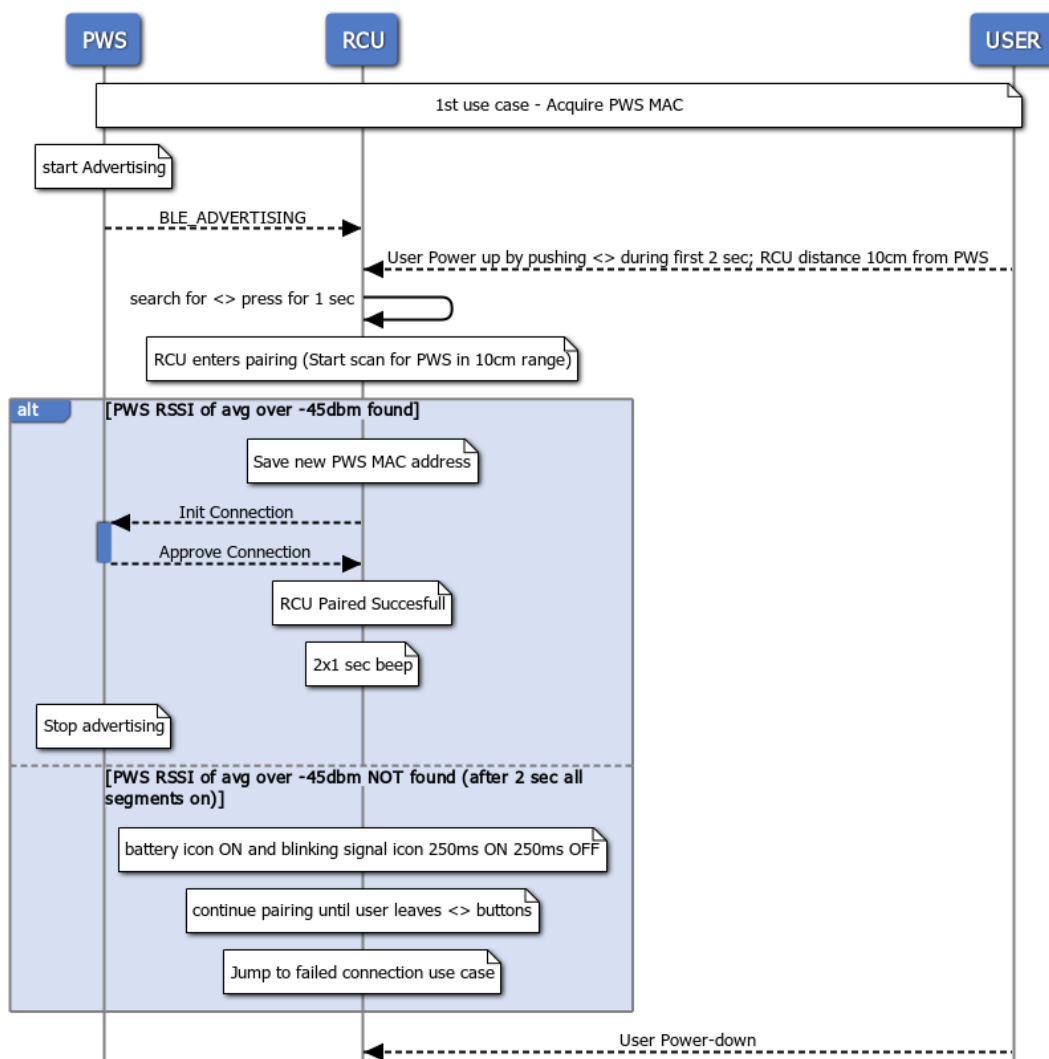 PWS
RCU
USER
1st use case - Acquire PWS MAC
start Advertising
BLE_ADVERTISING
User Power up by pushing <> during first 2 sec; RCU distance 10cm from PWS
search for <> press for 1 sec
RCU enters pairing (Start scan for PWS in 10cm range)
alt
[PWS RSSI of avg over -45dbm found]
Save new PWS MAC address
Init Connection
Approve Connection
RCU Paired Succesfull
2x1 sec beep
Stop advertising
[PWS RSSI of avg over -45dbm NOT found (after 2 sec all
segments on)]
battery icon ON and blinking signal icon 250ms ON 250ms OFF
continue pairing until user leaves <> buttons
Jump to failed connection use case
User Power-down